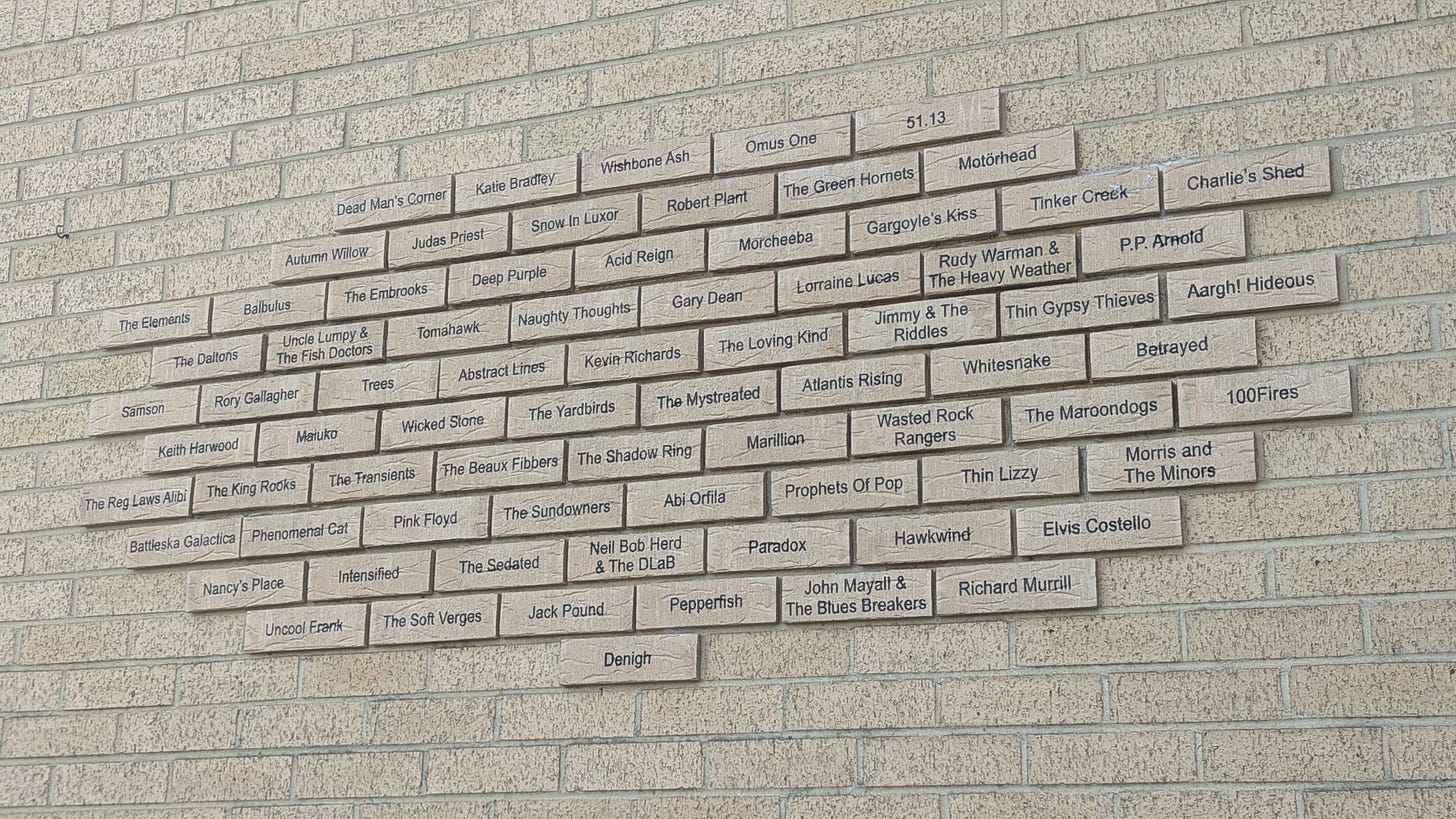 Dead Man's Corner
Katie Bradley
Wishbone Ash
Omus One
51.13
Autumn Willow
Judas Priest
Snow In Luxor
Robert Plant
The Green Hornets
Motörhead
The Elements
Balbulus
The Embrooks
Deep Purple
Acid Reign
Morcheeba
Gargoyle's Kiss
Tinker Creek
Charlie's Shed
The Daltons
Uncle Lumpy &
The Fish Doctors
Tomahawk
Naughty Thoughts
Gary Dean
Lorraine Lucas
Rudy Warman &
The Heavy Weather
P.P. Arnold
Samson
Rory Gallagher
Trees
Abstract Lines
Kevin Richards
The Loving Kind
Jimmy & The
Riddles
Thin Gypsy Thieves
Aargh! Hideous
Keith Harwood
Maiuko
Wicked Stone
The Yardbirds
The Mystreated
Atlantis Rising
Whitesnake
Betrayed
The Reg Laws Alibi
The King Rooks
The Transients
The Beaux Fibbers
The Shadow Ring
Marillion
Wasted Rock
Rangers
The Maroondogs
100Fires
Battleska Galactica
Phenomenal Cat
Pink Floyd
The Sundowners
Abi Orfila
Prophets Of Pop
Thin Lizzy
Morris and
The Minors
Nancy's Place
Intensified
The Sedated
Neil Bob Herd
& The DLaB
Paradox
Hawkwind
Elvis Costello
Uncool Frank
The Soft Verges
Jack Pound
Pepperfish
John Mayall &
The Blues Breakers
Richard Murrill
Denigh